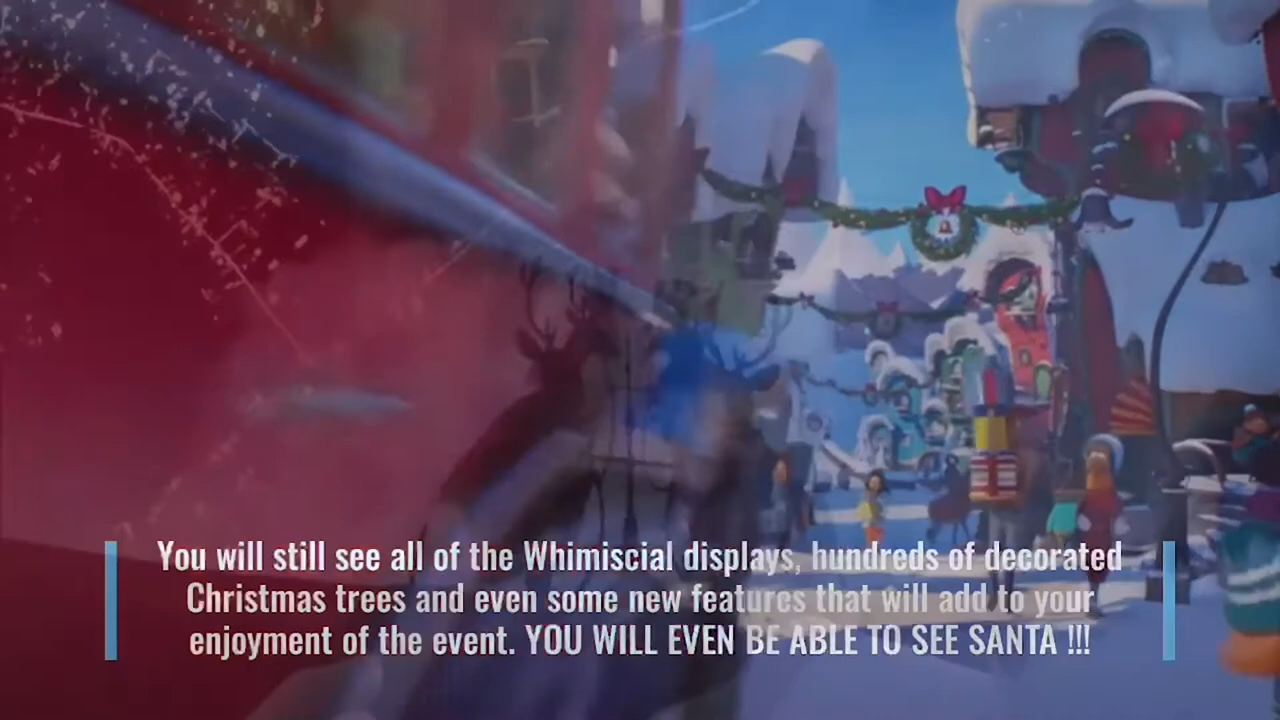 You will still see all of the Whimiscial displays, hundreds of decorated
Christmas trees and even some new features that will add to your
enjoyment of the event. YOU WILL EVEN BE ABLE TO SEE SANTA !!!